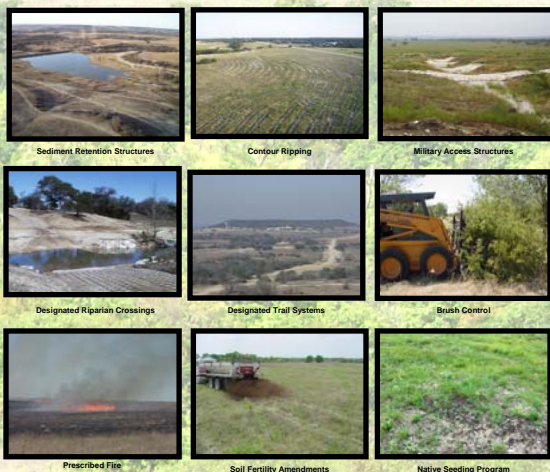 Sediment Retention Structures
Contour Ripping
Military Access Structures
Designated Riparian Crossings
Designated Trail Systems
Brush Control
Prescribed Fire
Soil Fertility Amendments
Native Seeding Program